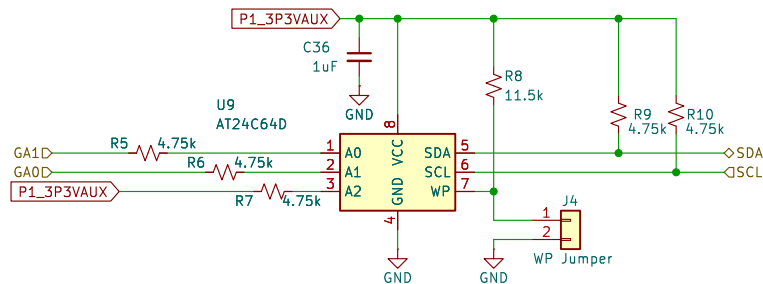 P1_3P3VAUX
C36
1uF
GND
R8
11.5k
R9
4.75k
R10
4.75k
U9
AT24C64D
GA1
R5
4.75k
GA0
R6
4.75k
P1_3P3VAUX
R7
4.75k
1
A0
2
A1
3
A2
8
VCC
GND
4
SDA
5
SCL
6
WP
7
SDA
SCL
GND
GND
J4
1
2
WP Jumper